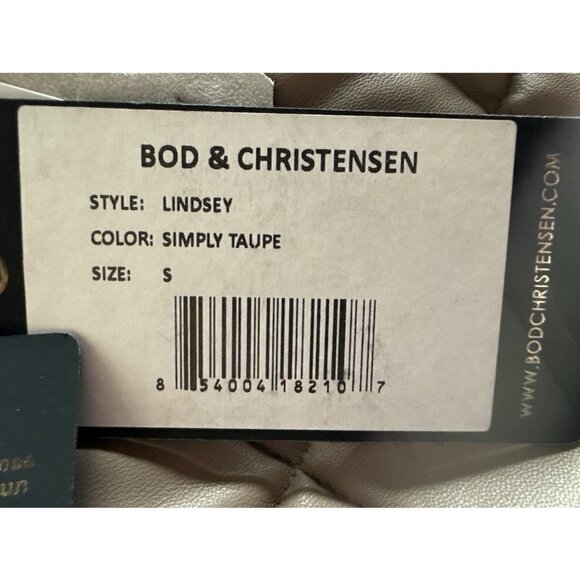 BOD & CHRISTENSEN
STYLE: LINDSEY
COLOR: SIMPLY TAUPE
SIZE: S
8 54004 18210 7
WWW.BODCHRISTENSEN.COM